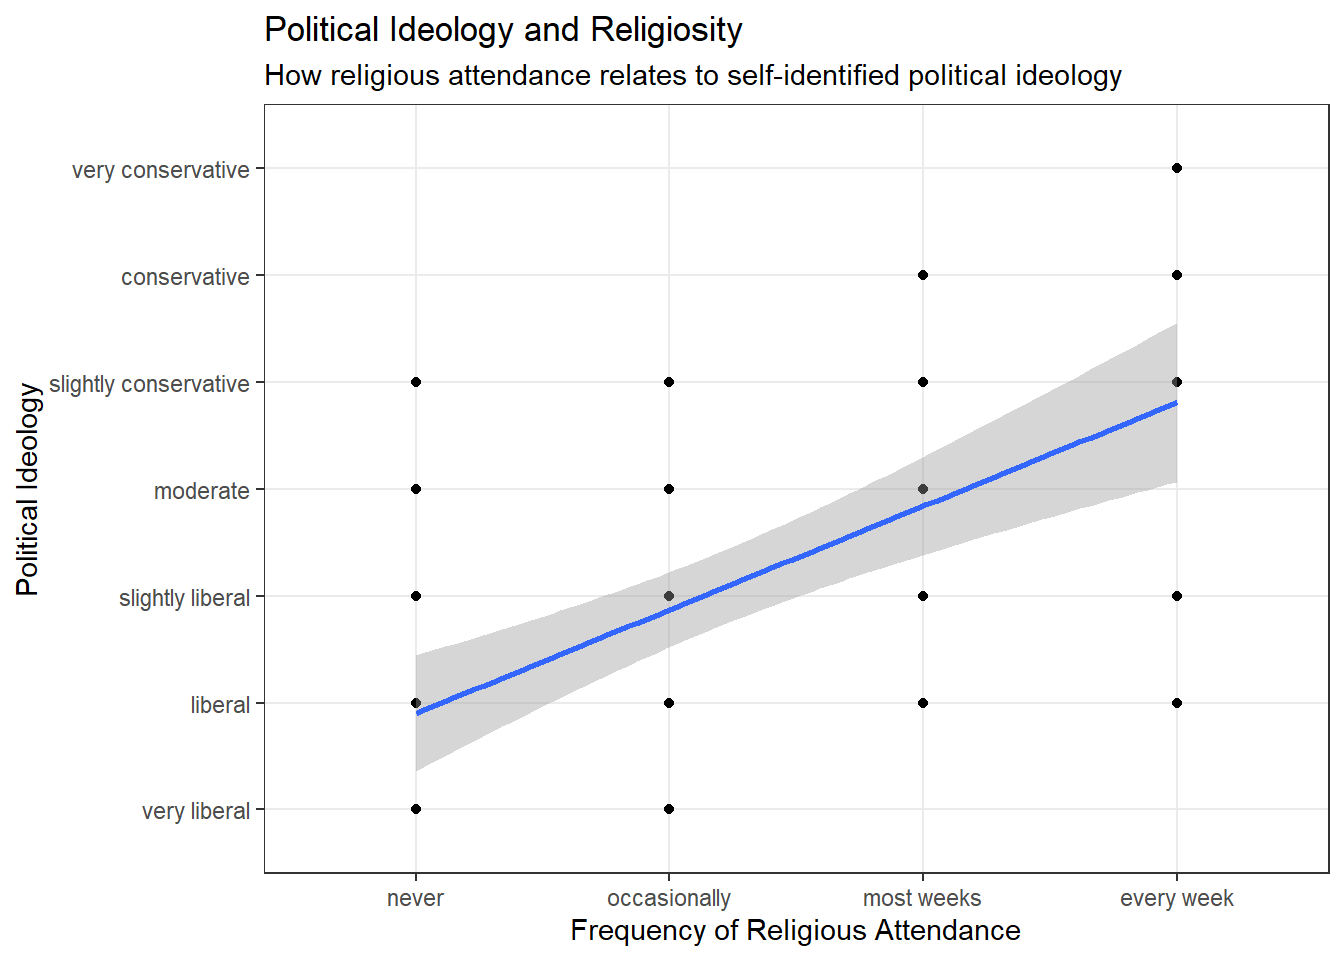 Political Ideology and Religiosity
How religious attendance relates to self-identified political ideology
very conservative
conservative
slightly conservative
moderate
slightly liberal
liberal
very liberal
Political Ideology
never
occasionally
most weeks
every week
Frequency of Religious Attendance